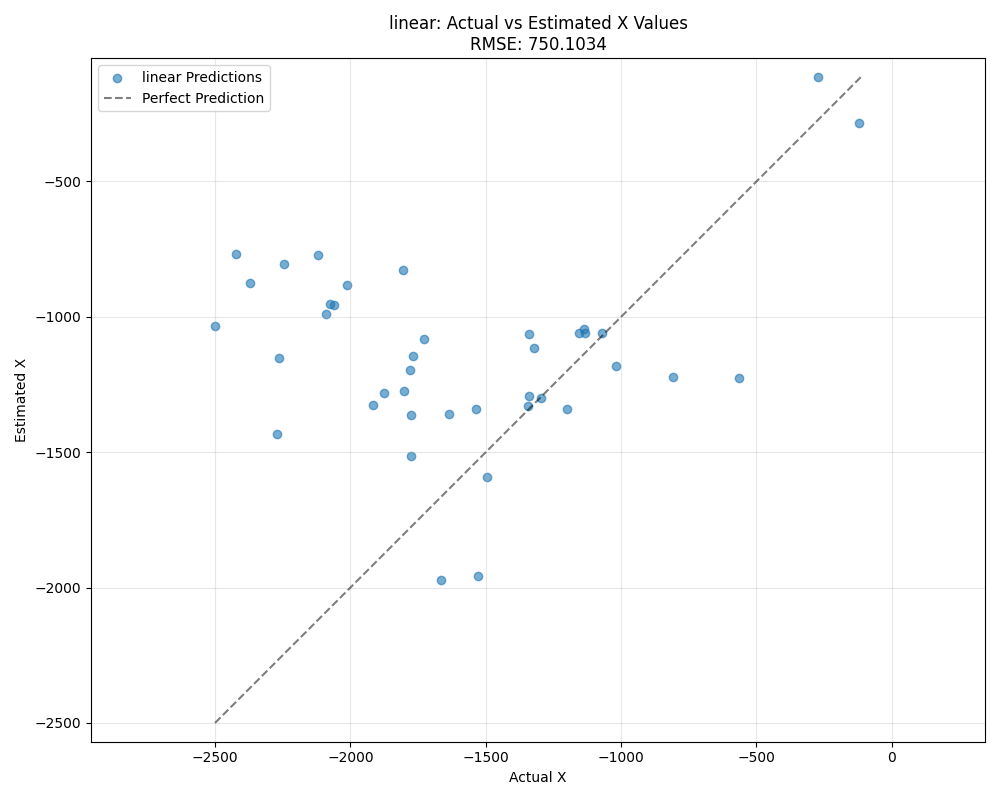 linear: Actual vs Estimated X Values
RMSE: 750.1034
linear Predictions
Perfect Prediction
−500
−1000
−1500
−2000
−2500
Estimated X
−2500
−2000
−1500
−1000
−500
0
Actual X